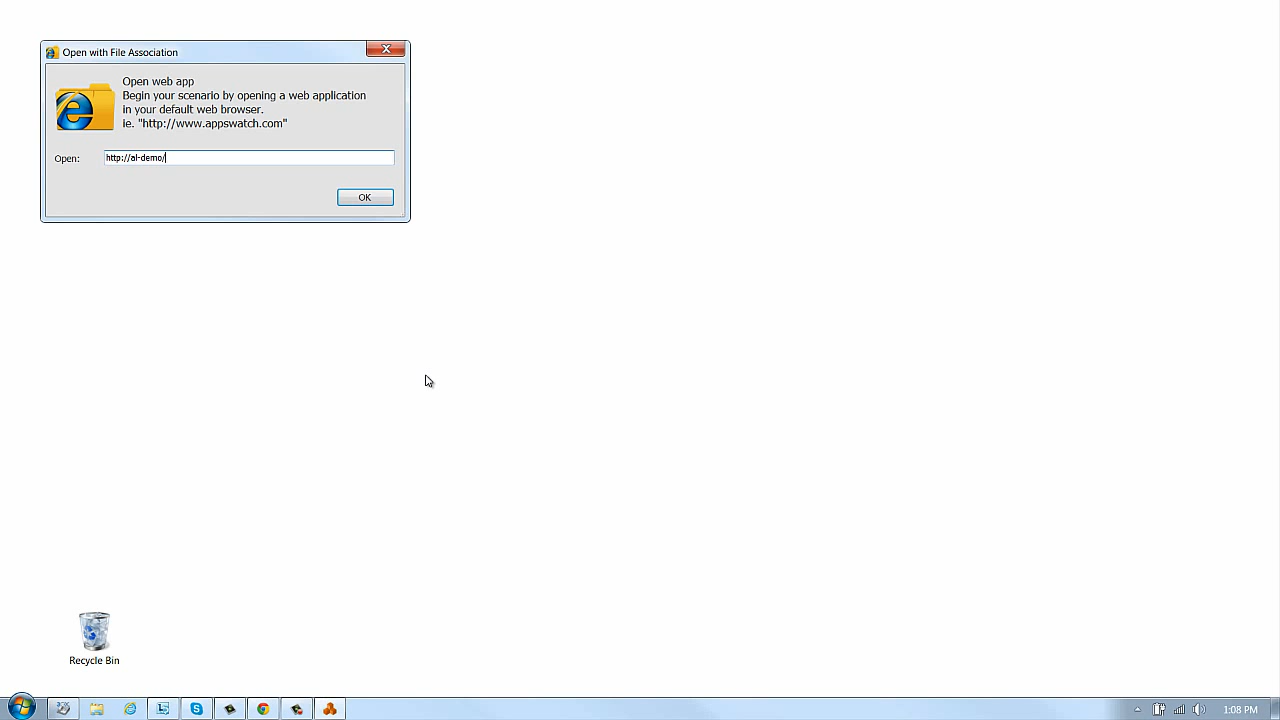 Open with File Association
Open web app
Begin your scenario by opening a web application
in your default web browser.
ie. "http://www.appswatch.com"
Open: http://al-demo/
OK
Recycle Bin
1:08 PM